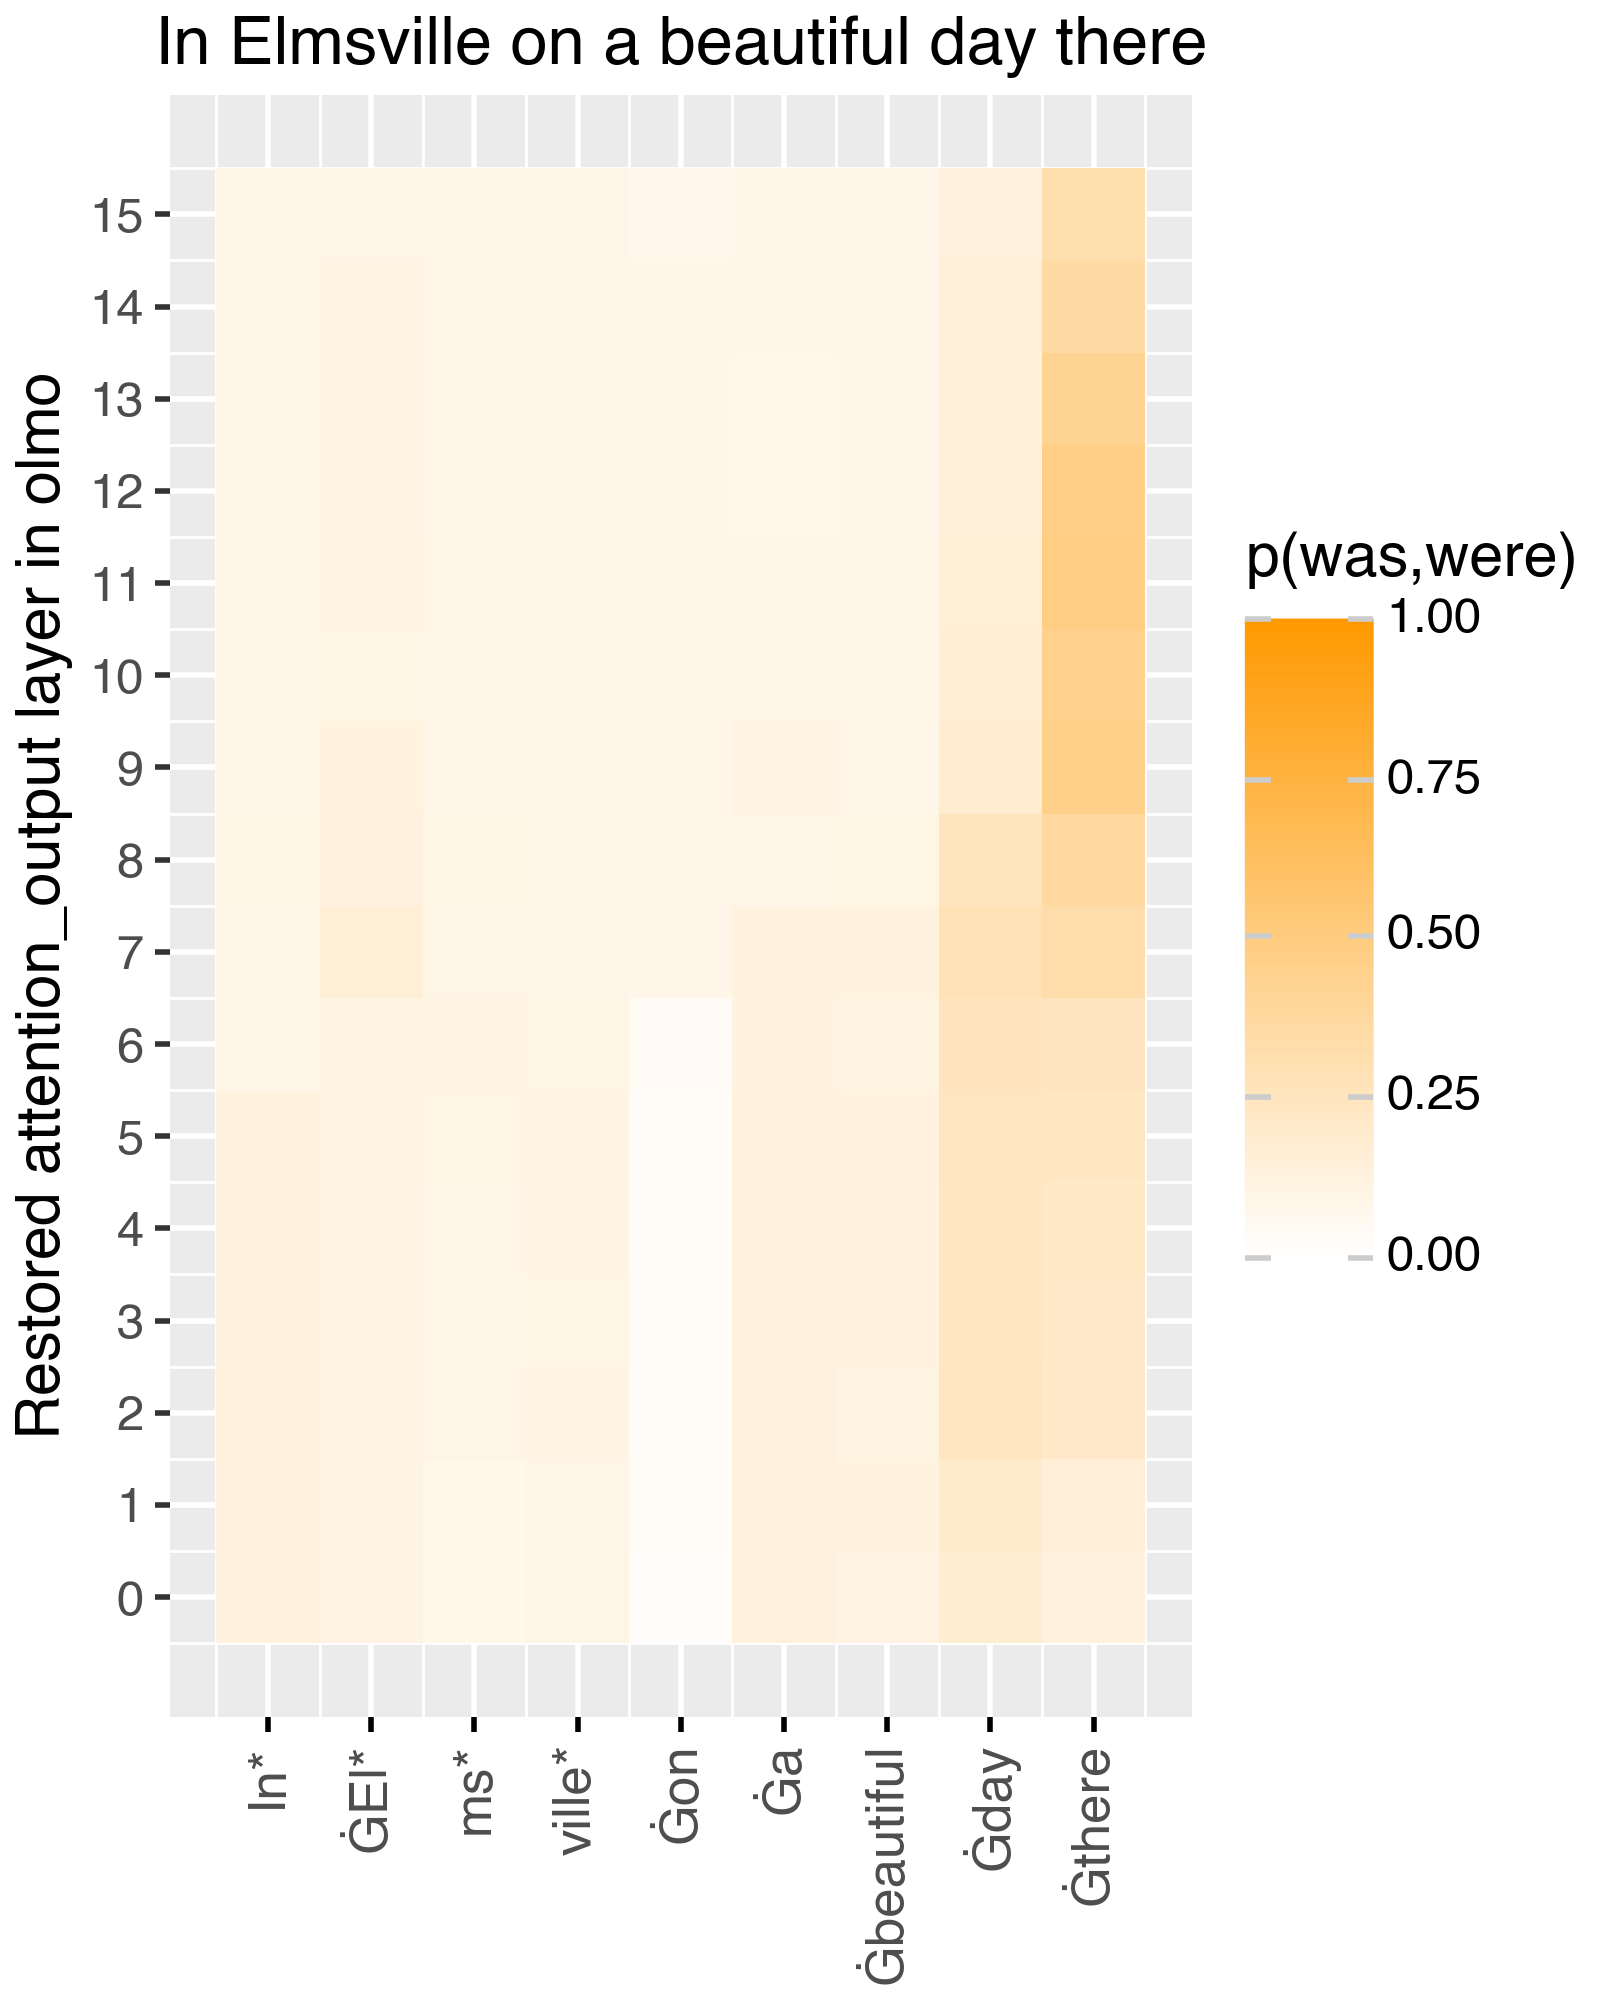 In Elmsville on a beautiful day there
Restored attention_output layer in olmo
15
14
13
12
11
10
9
8
7
6
5
4
3
2
1
0
In*
ĠEl*
ms*
ville*
Ġon
Ġa
Ġbeautiful
Ġday
Ġthere
p(was,were)
1.00
0.75
0.50
0.25
0.00